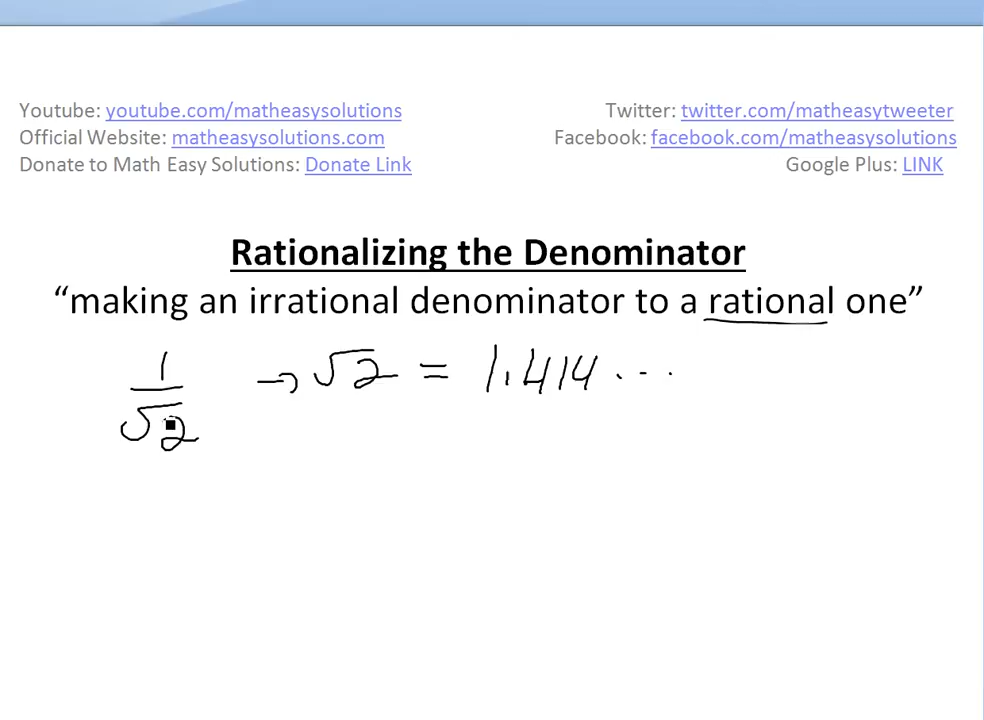 Youtube: youtube.com/matheasysolutions Twitter: twitter.com/matheasytweeter
Official Website: matheasysolutions.com Facebook: facebook.com/matheasysolutions
Donate to Math Easy Solutions: Donate Link Google Plus: LINK
Rationalizing the Denominator
“making an irrational denominator to a rational one”
1/√2 → √2 = 1.414 ...